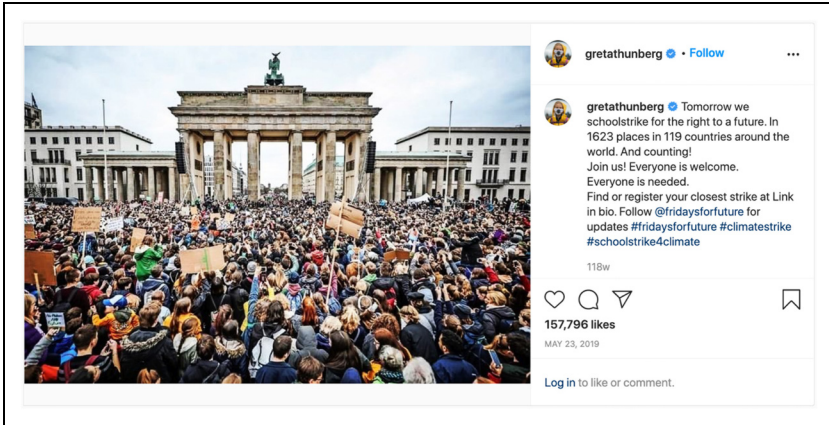 gretathunberg • Follow
gretathunberg Tomorrow we
schoolstrike for the right to a future. In
1623 places in 119 countries around the
world. And counting!
Join us! Everyone is welcome.
Everyone is needed.
Find or register your closest strike at Link
in bio. Follow @fridaysforfuture for
updates #fridaysforfuture #climatestrike
#schoolstrike4climate
118w
157,796 likes
MAY 23, 2019
Log in to like or comment.